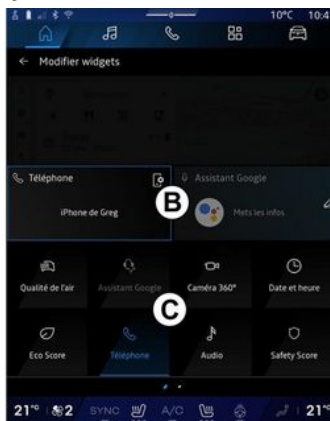 10°C 10:4
Modifier widgets
Téléphone
Assistant Google
iPhone de Greg
B
Mets les infos
Qualité de l'air
Assistant Google
Caméra 360°
Date et heure
C
Eco Score
Téléphone
Audio
Safety Score
21° 2 SYNC A/C 21°